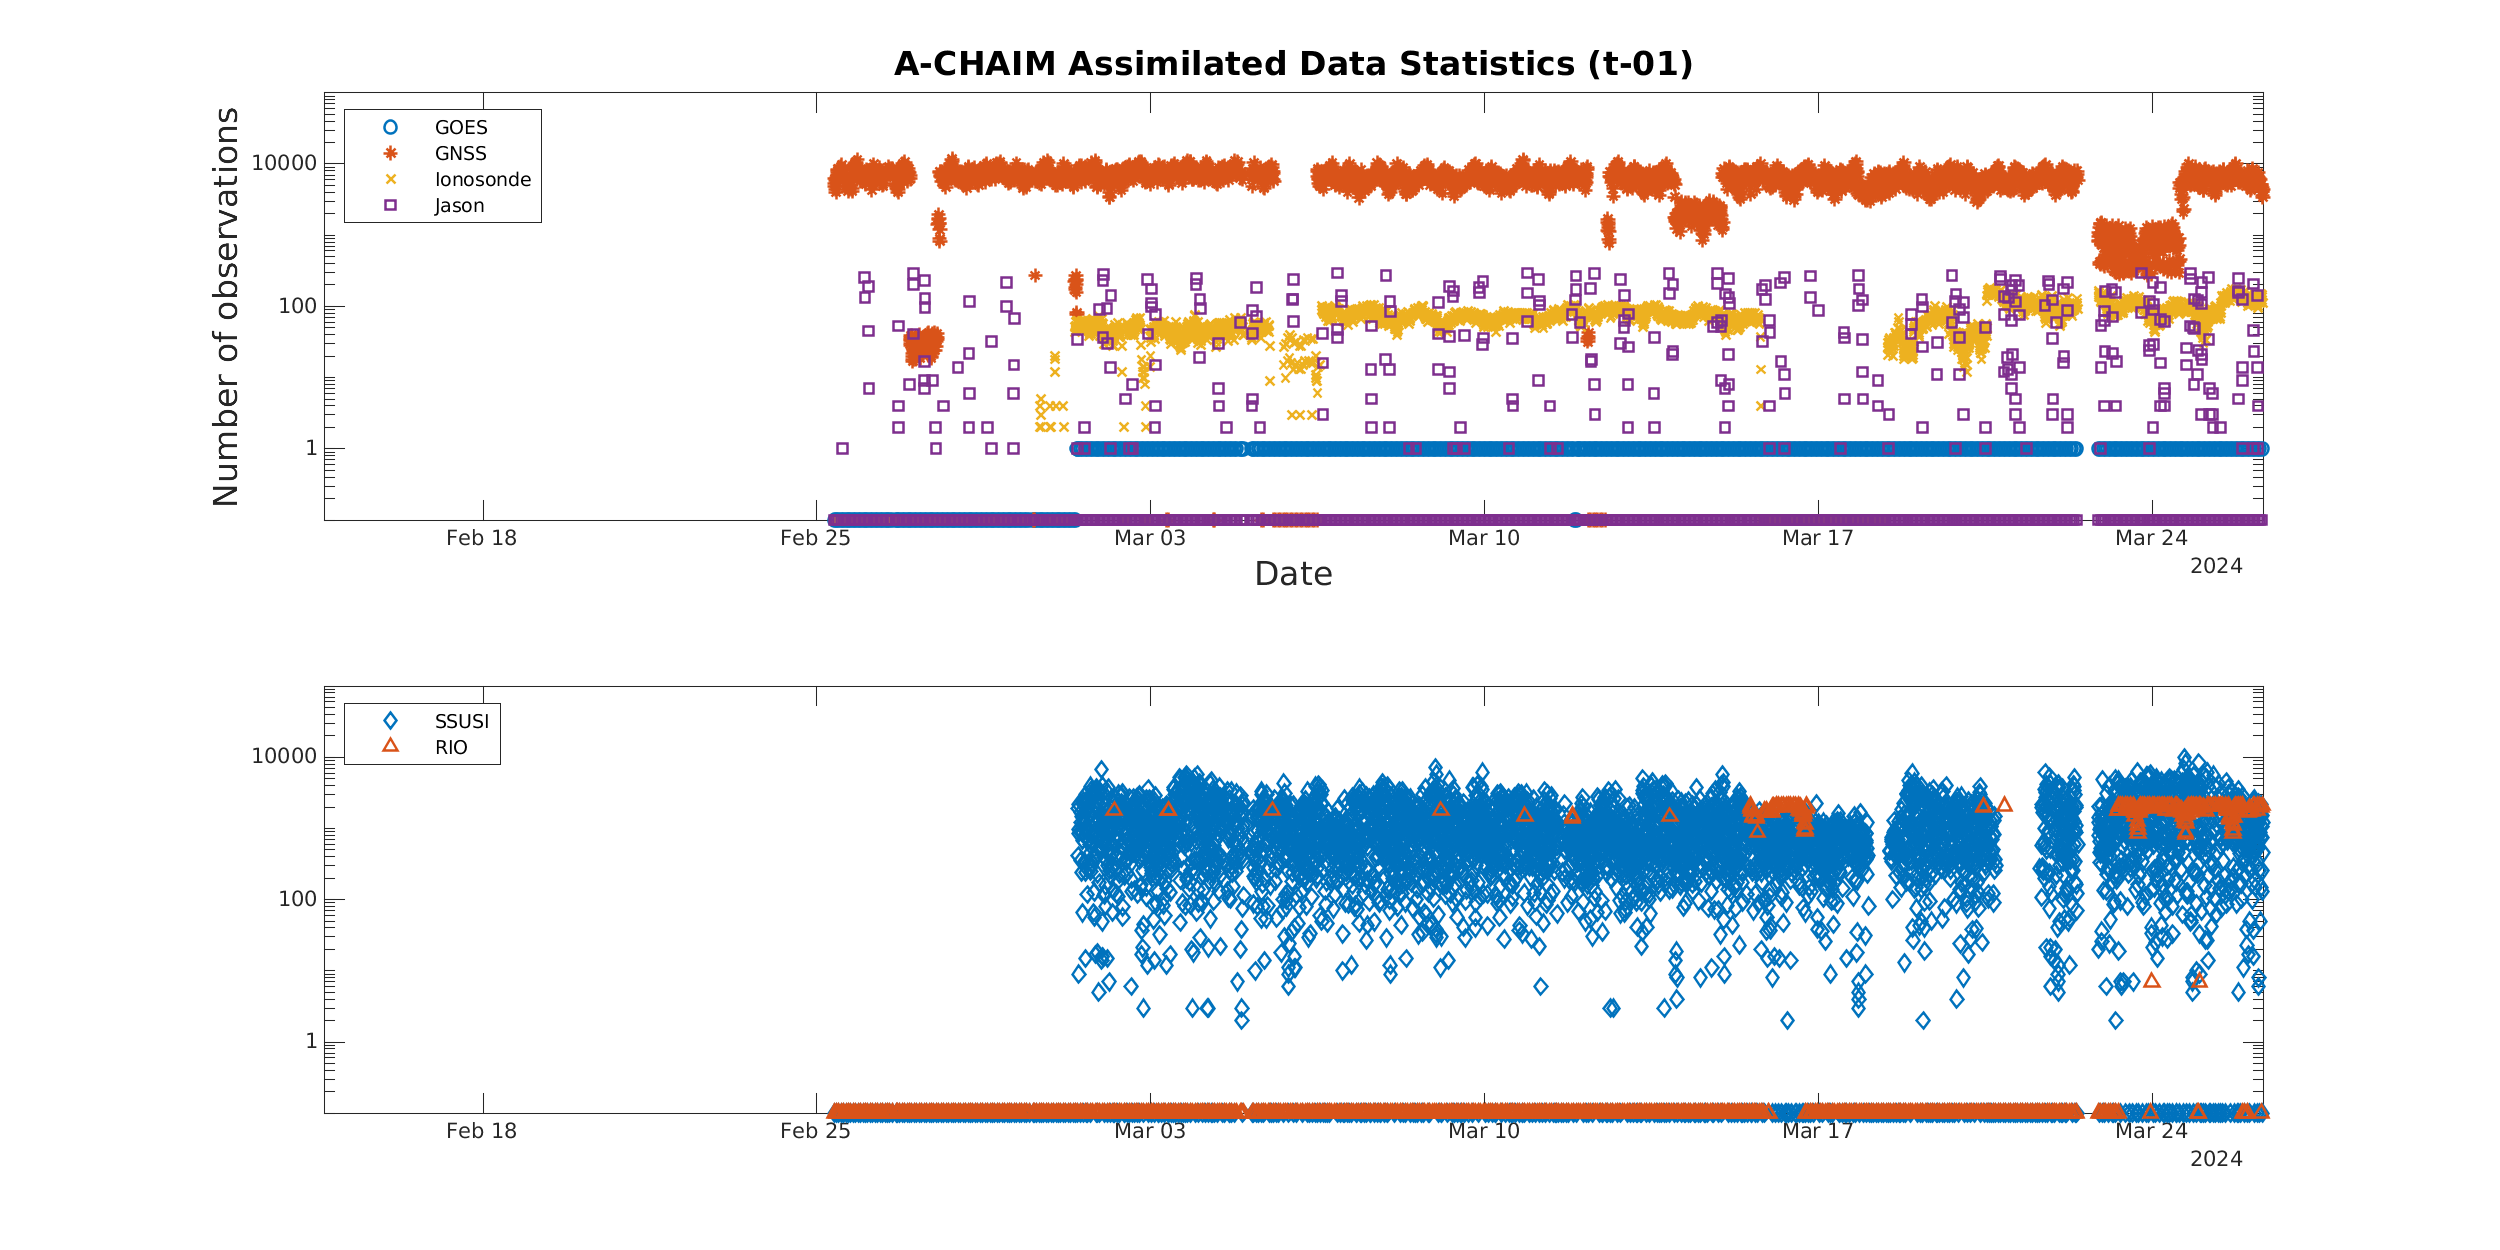 A-CHAIM Assimilated Data Statistics (t-01)
Number of observations
10000
100
1
GOES
GNSS
Ionosonde
Jason
Feb 18 Feb 25 Mar 03 Mar 10 Mar 17 Mar 24
2024
Date
10000
100
1
SSUSI
RIO
Feb 18 Feb 25 Mar 03 Mar 10 Mar 17 Mar 24
2024